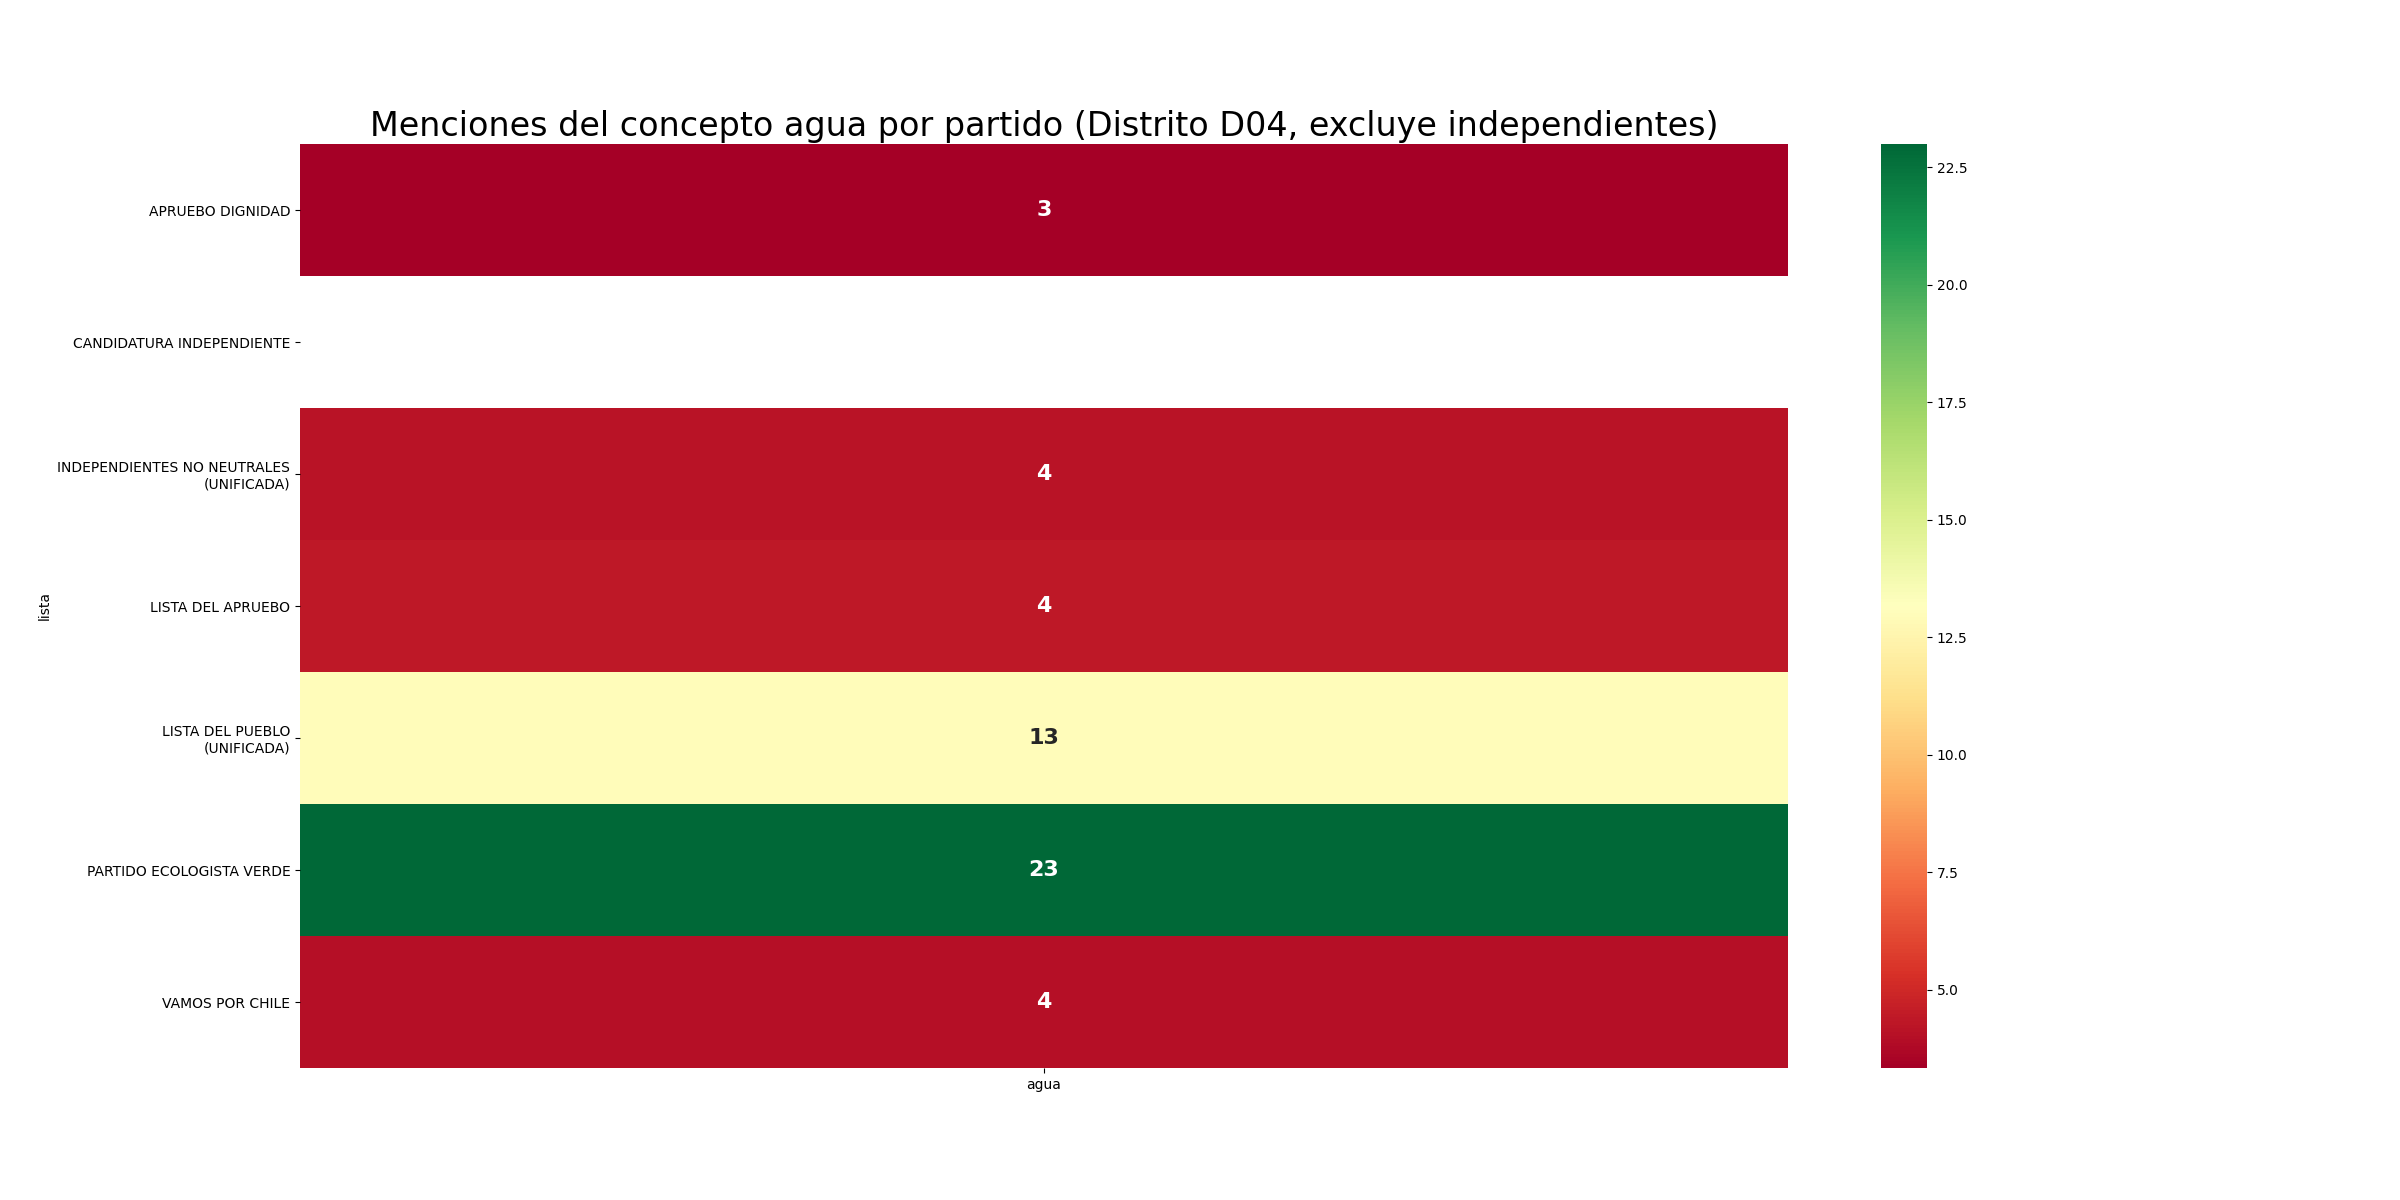 Menciones del concepto agua por partido (Distrito D04, excluye independientes)
lista
APRUEBO DIGNIDAD
3
CANDIDATURA INDEPENDIENTE
INDEPENDIENTES NO NEUTRALES
(UNIFICADA)
4
LISTA DEL APRUEBO
4
LISTA DEL PUEBLO
(UNIFICADA)
13
PARTIDO ECOLOGISTA VERDE
23
VAMOS POR CHILE
4
agua
22.5
20.0
17.5
15.0
12.5
10.0
7.5
5.0